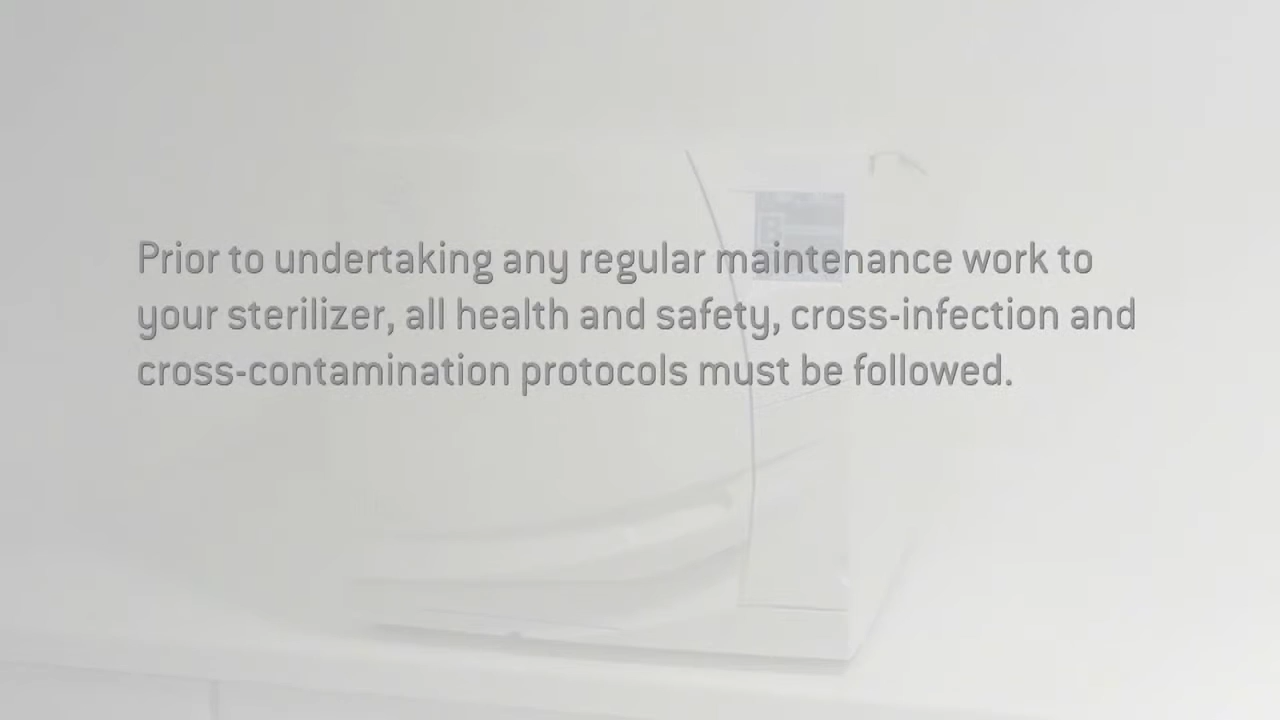 Prior to undertaking any regular maintenance work to
your sterilizer, all health and safety, cross-infection and
cross-contamination protocols must be followed.
B